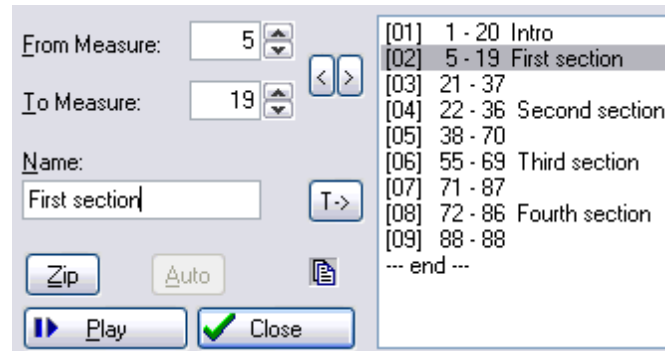 From Measure: 5
To Measure: 19
< >
Name:
First section
T->
Zip
Auto
Play
Close
[01] 1 - 20 Intro
[02] 5 - 19 First section
[03] 21 - 37
[04] 22 - 36 Second section
[05] 38 - 70
[06] 55 - 69 Third section
[07] 71 - 87
[08] 72 - 86 Fourth section
[09] 88 - 88
--- end ---